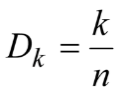 D_k = k/n